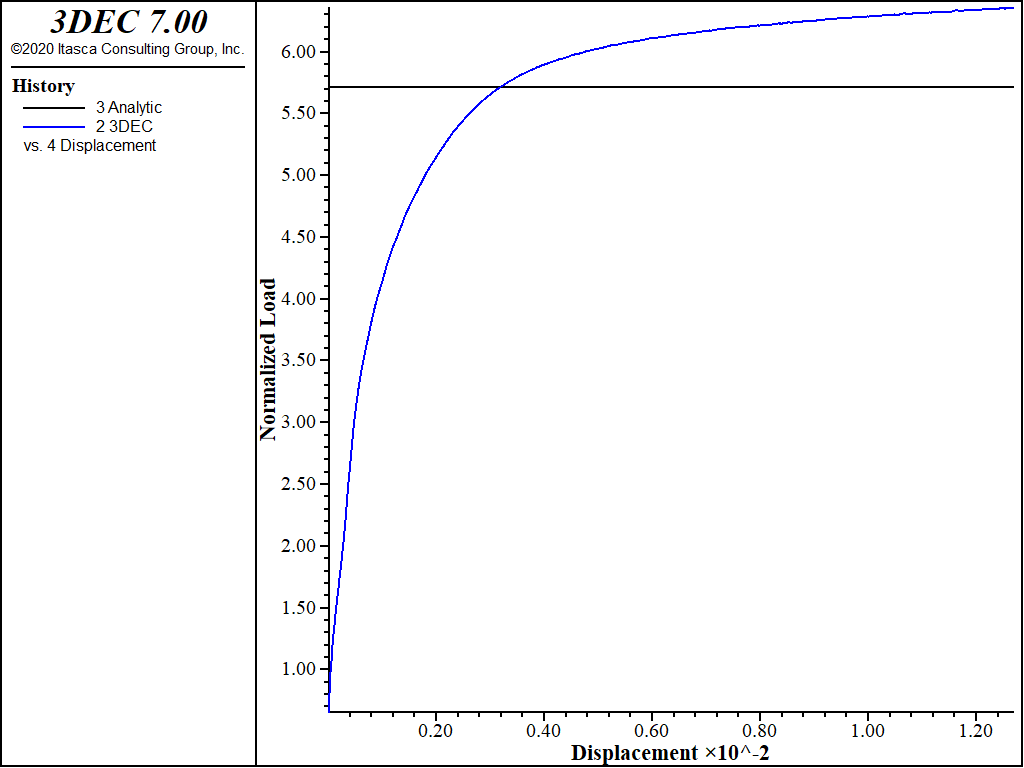 3DEC 7.00
©2020 Itasca Consulting Group, Inc.
History
3 Analytic
2 3DEC
vs. 4 Displacement
Normalized Load
6.00
5.50
5.00
4.50
4.00
3.50
3.00
2.50
2.00
1.50
1.00
0.20 0.40 0.60 0.80 1.00 1.20
Displacement ×10^-2